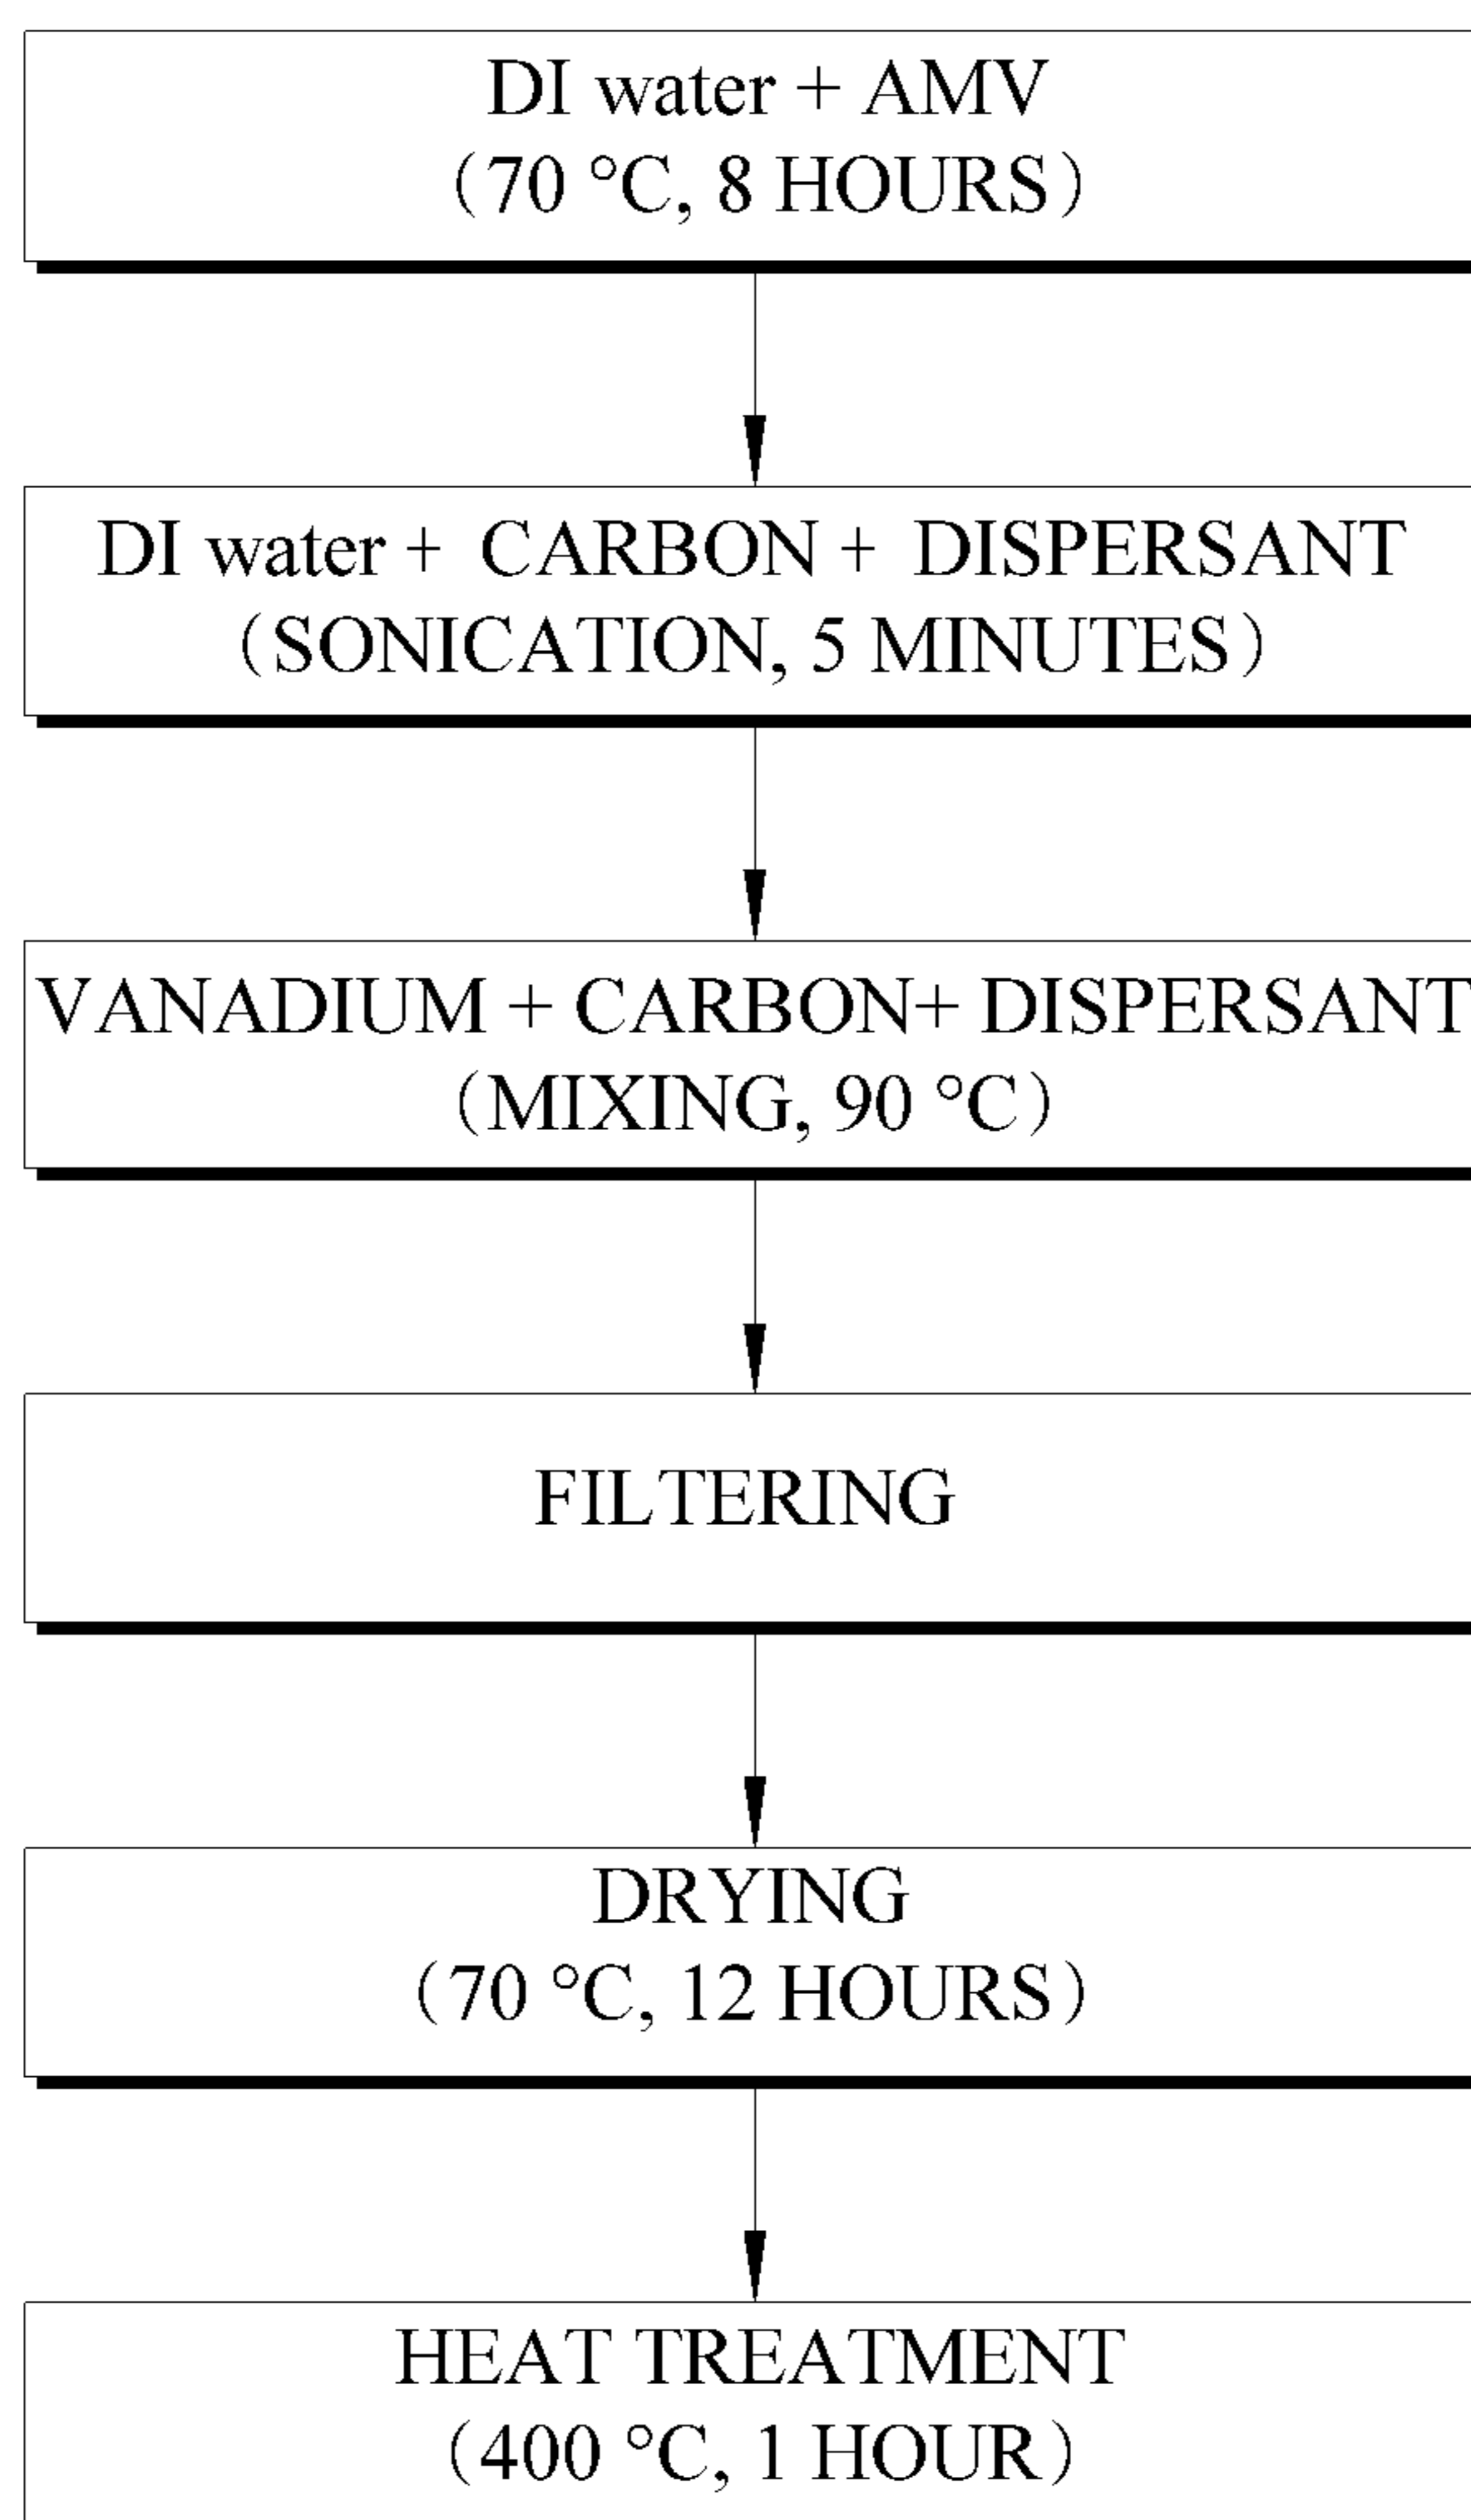 DI water + AMV
(70 °C, 8 HOURS)
DI water + CARBON + DISPERSANT
(SONICATION, 5 MINUTES)
VANADIUM + CARBON+ DISPERSANT
(MIXING, 90 °C)
FILTERING
DRYING
(70 °C, 12 HOURS)
HEAT TREATMENT
(400 °C, 1 HOUR)